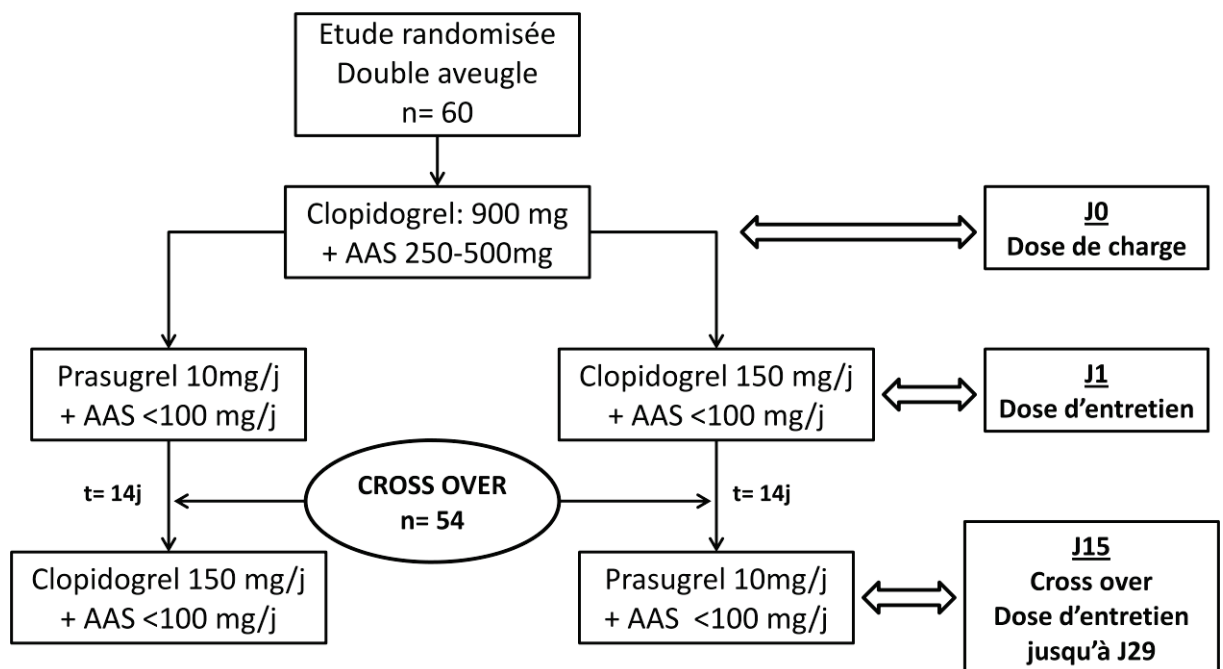 Etude randomisée
Double aveugle
n= 60
Clopidogrel: 900 mg
+ AAS 250-500mg
J0
Dose de charge
Prasugrel 10mg/j
+ AAS <100 mg/j
Clopidogrel 150 mg/j
+ AAS <100 mg/j
J1
Dose d’entretien
t= 14j
CROSS OVER
n= 54
t= 14j
Clopidogrel 150 mg/j
+ AAS <100 mg/j
Prasugrel 10mg/j
+ AAS <100 mg/j
J15
Cross over
Dose d’entretien
jusqu’à J29